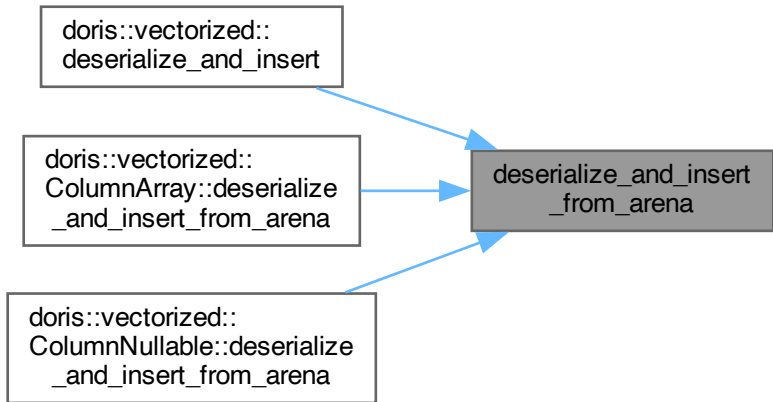 doris::vectorized::
deserialize_and_insert
doris::vectorized::
ColumnArray::deserialize
_and_insert_from_arena
doris::vectorized::
ColumnNullable::deserialize
_and_insert_from_arena
deserialize_and_insert
_from_arena